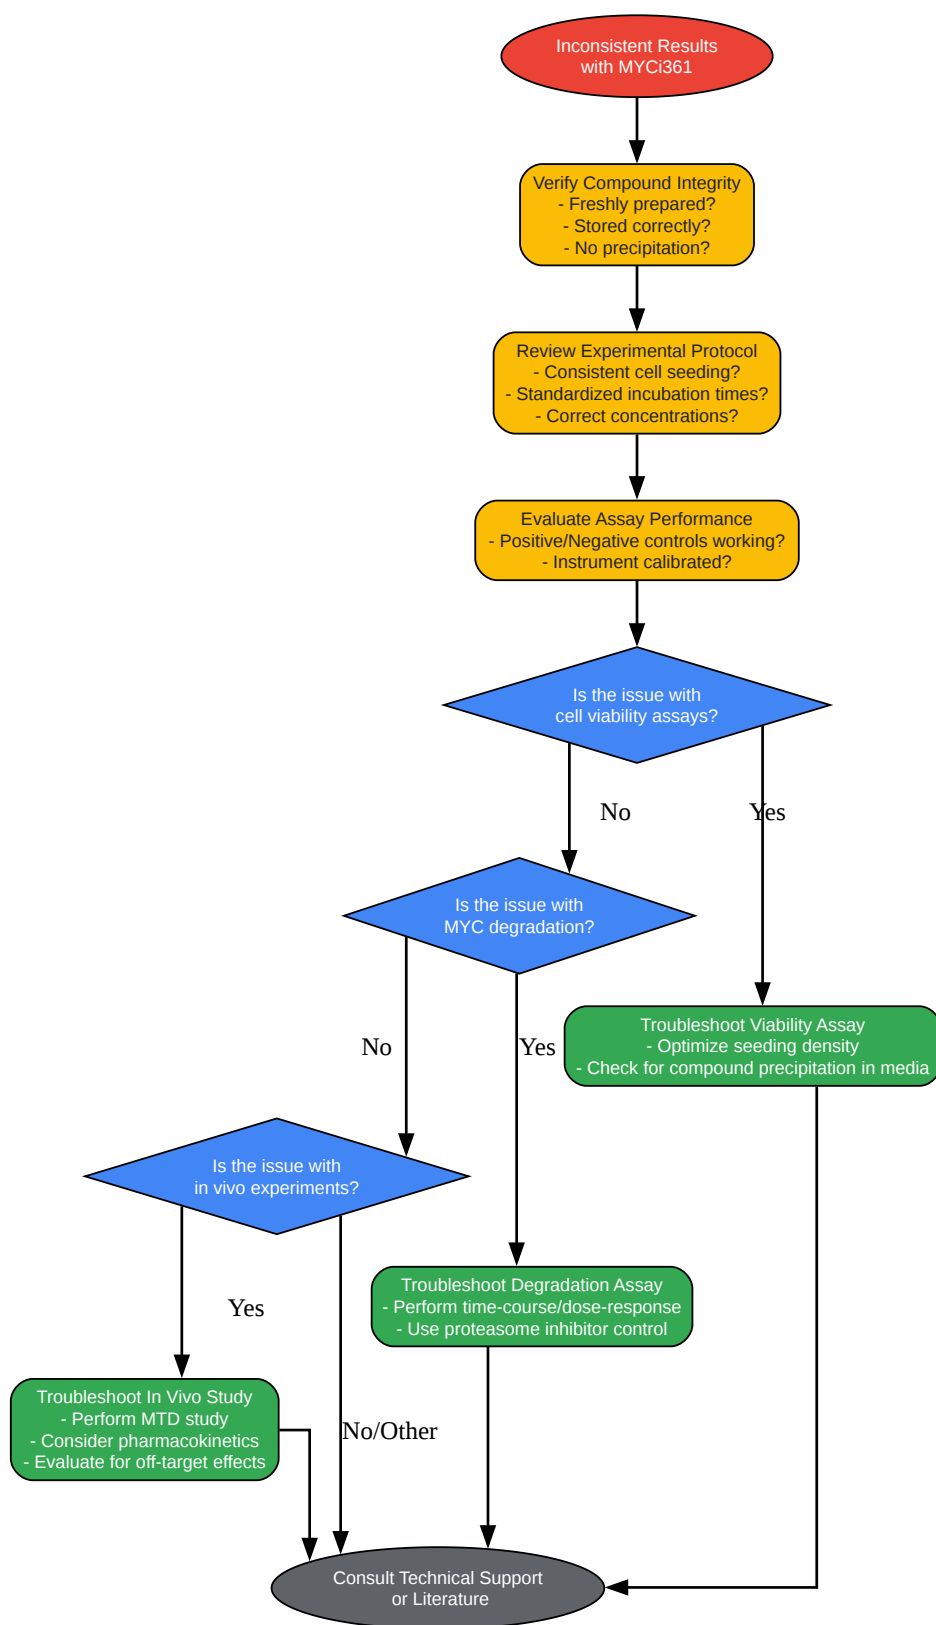 Inconsistent Results
with MYCi361
Verify Compound Integrity
- Freshly prepared?
- Stored correctly?
- No precipitation?
Review Experimental Protocol
- Consistent cell seeding?
- Standardized incubation times?
- Correct concentrations?
Evaluate Assay Performance
- Positive/Negative controls working?
- Instrument calibrated?
Is the issue with
cell viability assays?
No
Yes
Is the issue with
MYC degradation?
Troubleshoot Viability Assay
- Optimize seeding density
- Check for compound precipitation in media
No
Yes
Is the issue with
in vivo experiments?
Troubleshoot Degradation Assay
- Perform time-course/dose-response
- Use proteasome inhibitor control
Yes
No/Other
Troubleshoot In Vivo Study
- Perform MTD study
- Consider pharmacokinetics
- Evaluate for off-target effects
Consult Technical Support
or Literature